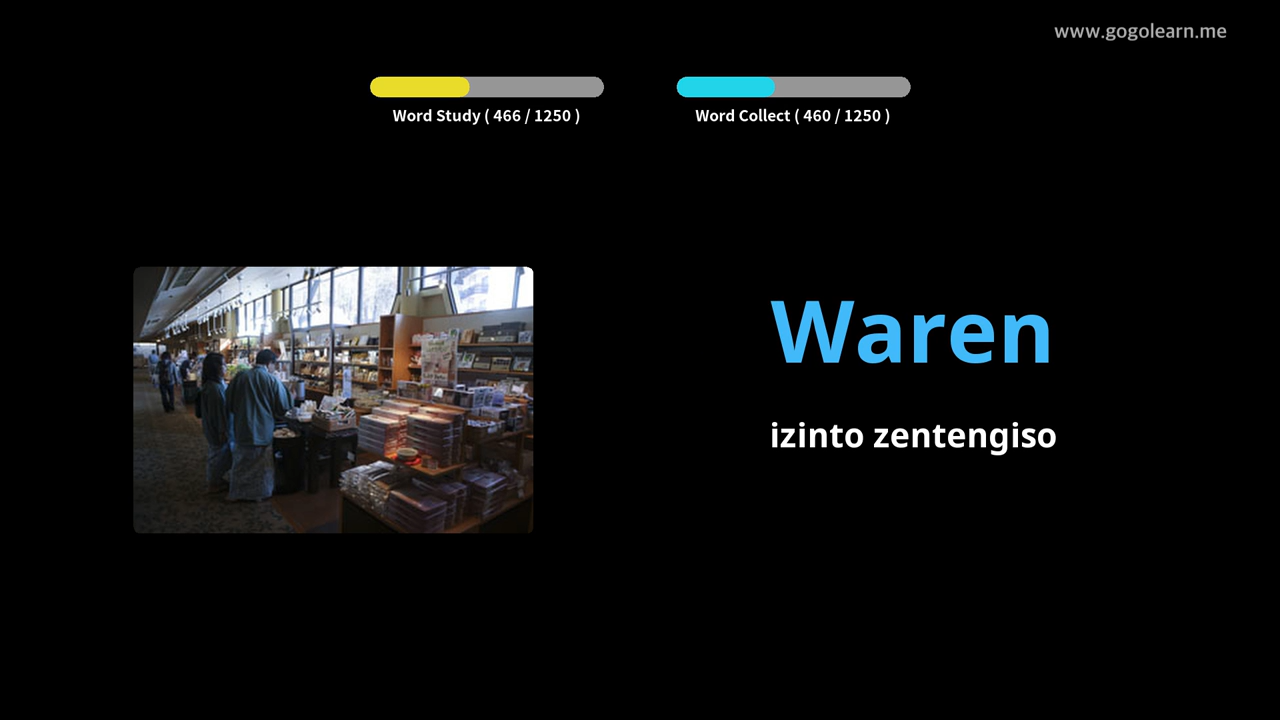 www.gogolearn.me
Word Study ( 466 / 1250 )
Word Collect ( 460 / 1250 )
Waren
izinto zentengiso